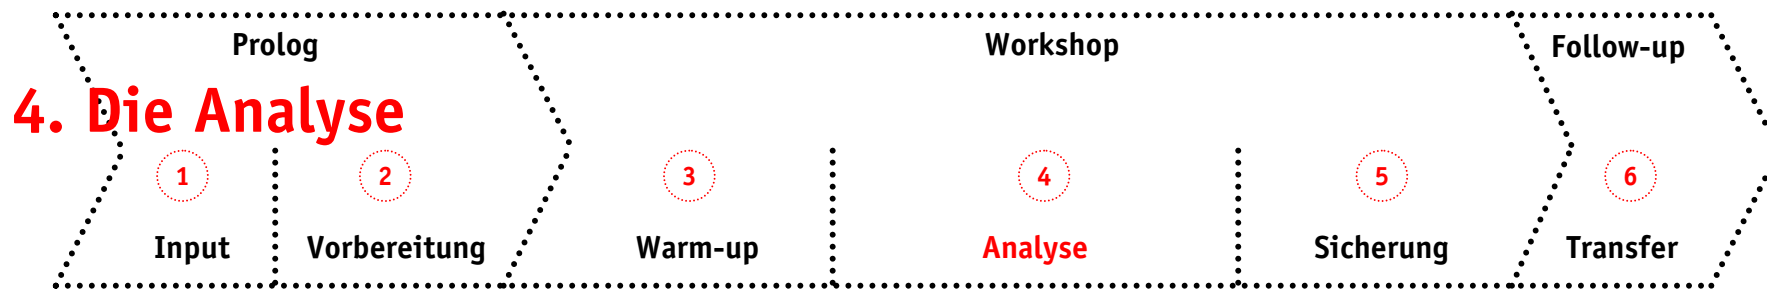 Prolog Workshop Follow-up
4. Die Analyse
1 2 3 4 5 6
Input Vorbereitung Warm-up Analyse Sicherung Transfer